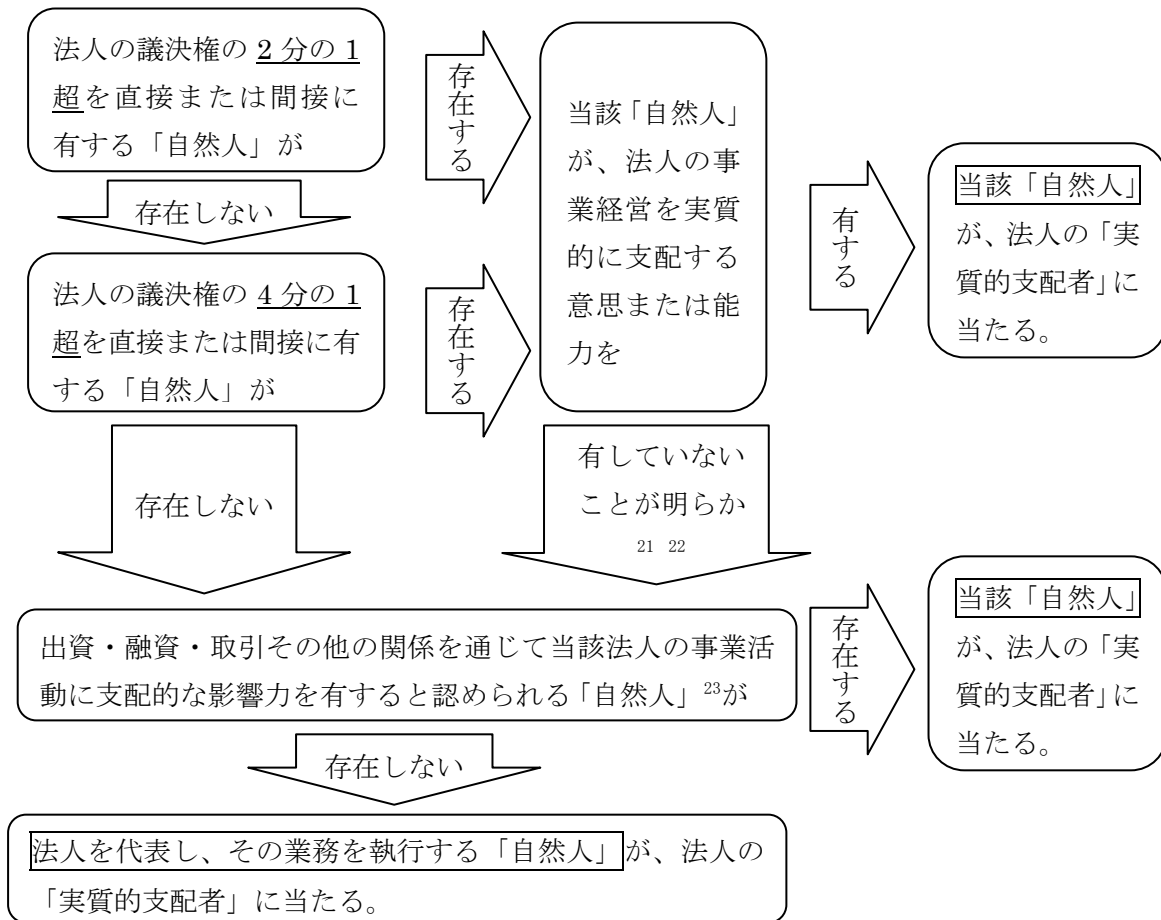 法人の議決権の 2 分の 1
超を直接または間接に
有する「自然人」が
存在する
当該「自然人」
が、法人の事
業経営を実質
的に支配する
意思または能
力を
有する
当該「自然人」
が、法人の「実
質的支配者」に
当たる。
存在しない
法人の議決権の 4 分の 1
超を直接または間接に有
する「自然人」が
存在する
存在しない
有していない
ことが明らか
21 22
出資・融資・取引その他の関係を通じて当該法人の事業活
動に支配的な影響力を有すると認められる「自然人」23が
存在する
当該「自然人」
が、法人の「実
質的支配者」に
当たる。
存在しない
法人を代表し、その業務を執行する「自然人」が、法人の
「実質的支配者」に当たる。